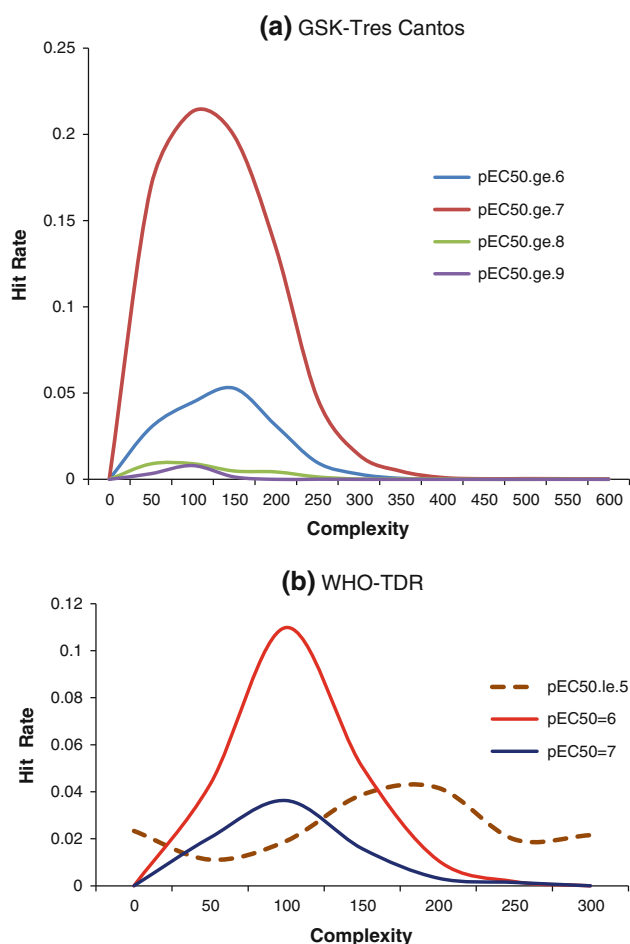 (a) GSK-Tres Cantos
0.25
0.2
0.15
0.1
0.05
0
Hit Rate
pEC50.ge.6
pEC50.ge.7
pEC50.ge.8
pEC50.ge.9
0 50 100 150 200 250 300 350 400 450 500 550 600
Complexity
(b) WHO-TDR
0.12
0.1
0.08
0.06
0.04
0.02
0
Hit Rate
pEC50.le.5
pEC50=6
pEC50=7
0 50 100 150 200 250 300
Complexity